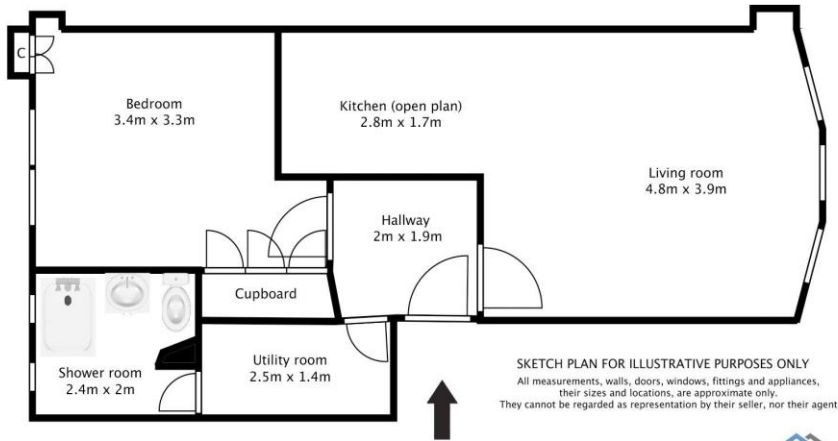 C
Bedroom
3.4m x 3.3m
Kitchen (open plan)
2.8m x 1.7m
Living room
4.8m x 3.9m
Hallway
2m x 1.9m
Cupboard
Shower room
2.4m x 2m
Utility room
2.5m x 1.4m
SKETCH PLAN FOR ILLUSTRATIVE PURPOSES ONLY
All measurements, walls, doors, windows, fittings and appliances,
their sizes and locations, are approximate only.
They cannot be regarded as representation by their seller, nor their agent